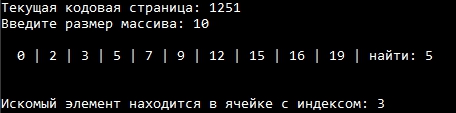 Текущая кодовая страница: 1251
Введите размер массива: 10
0 | 2 | 3 | 5 | 7 | 9 | 12 | 15 | 16 | 19 | найти: 5
Искомый элемент находится в ячейке с индексом: 3